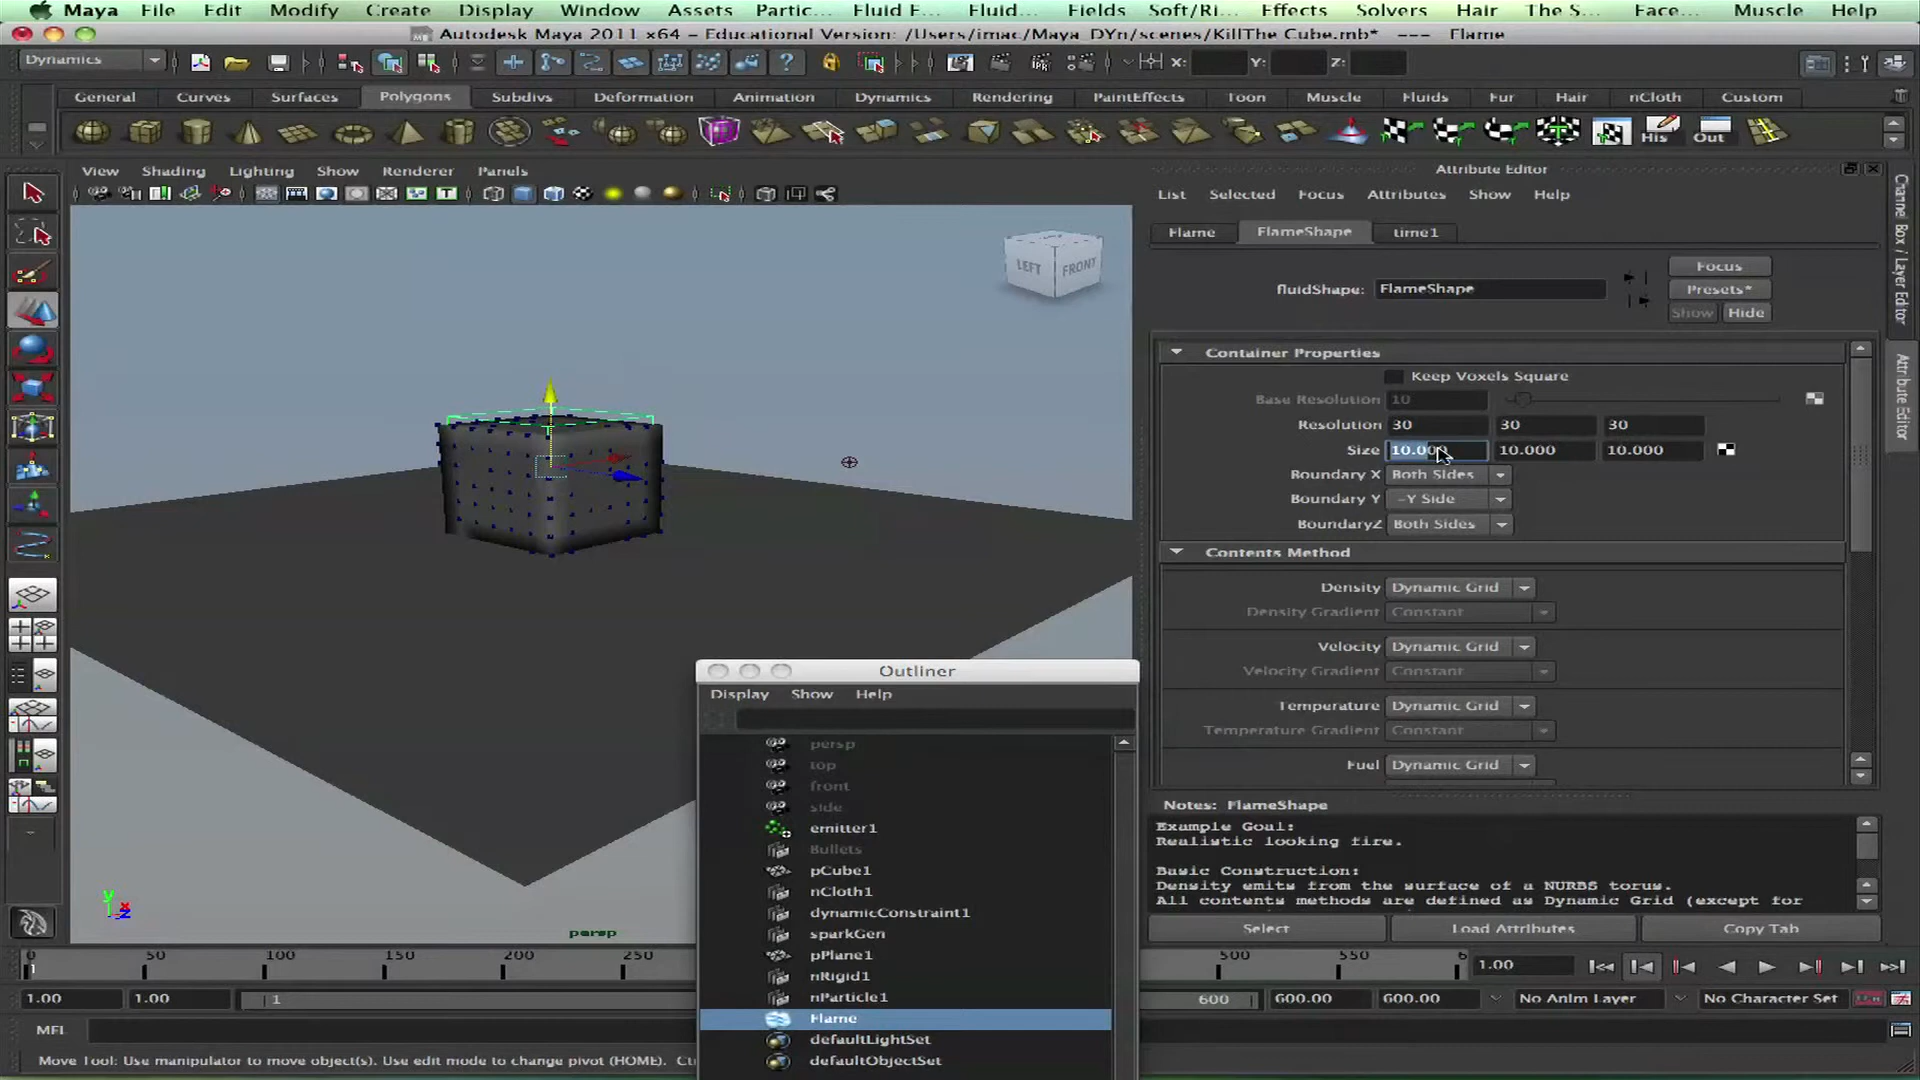 Maya File Edit Modify Create Display Window Assets Partic... Fluid E... Fluid... Fields Soft/Ri... Effects Solvers Hair The S... Face... Muscle Help
Autodesk Maya 2011 x64 - Educational Version: /Users/imac/Maya_DYn/scenes/KillThe Cube.mb* --- Flame
Dynamics X: Y: Z:
General Curves Surfaces Polygons Subdivs Deformation Animation Dynamics Rendering PaintEffects Toon Muscle Fluids Fur Hair nCloth Custom
His Out
View Shading Lighting Show Renderer Panels
Attribute Editor
List Selected Focus Attributes Show Help
Flame FlameShape time1
LEFT FRONT
Focus
fluidShape: FlameShape Presets*
Show Hide
Container Properties
Keep Voxels Square
Base Resolution 10
Resolution 30 30 30
Size 10.000 10.000 10.000
Boundary X Both Sides
Boundary Y -Y Side
BoundaryZ Both Sides
Contents Method
Density Dynamic Grid
Density Gradient Constant
Velocity Dynamic Grid
Velocity Gradient Constant
Temperature Dynamic Grid
Temperature Gradient Constant
Fuel Dynamic Grid
Channel Box / Layer Editor
Attribute Editor
Notes: FlameShape
Example Goal:
Realistic looking fire.
Basic Construction:
Density emits from the surface of a NURBS torus.
All contents methods are defined as Dynamic Grid (except for
Select Load Attributes Copy Tab
Outliner
Display Show Help
persp
top
front
side
emitter1
Bullets
pCube1
nCloth1
dynamicConstraint1
sparkGen
pPlane1
nRigid1
nParticle1
Flame
defaultLightSet
defaultObjectSet
y x z
persp
0 50 100 150 200 250 500 550 6
1 1.00
1.00 1.00 1 600 600.00 600.00 No Anim Layer No Character Set
MEL
Move Tool: Use manipulator to move object(s). Use edit mode to change pivot (HOME). Ct